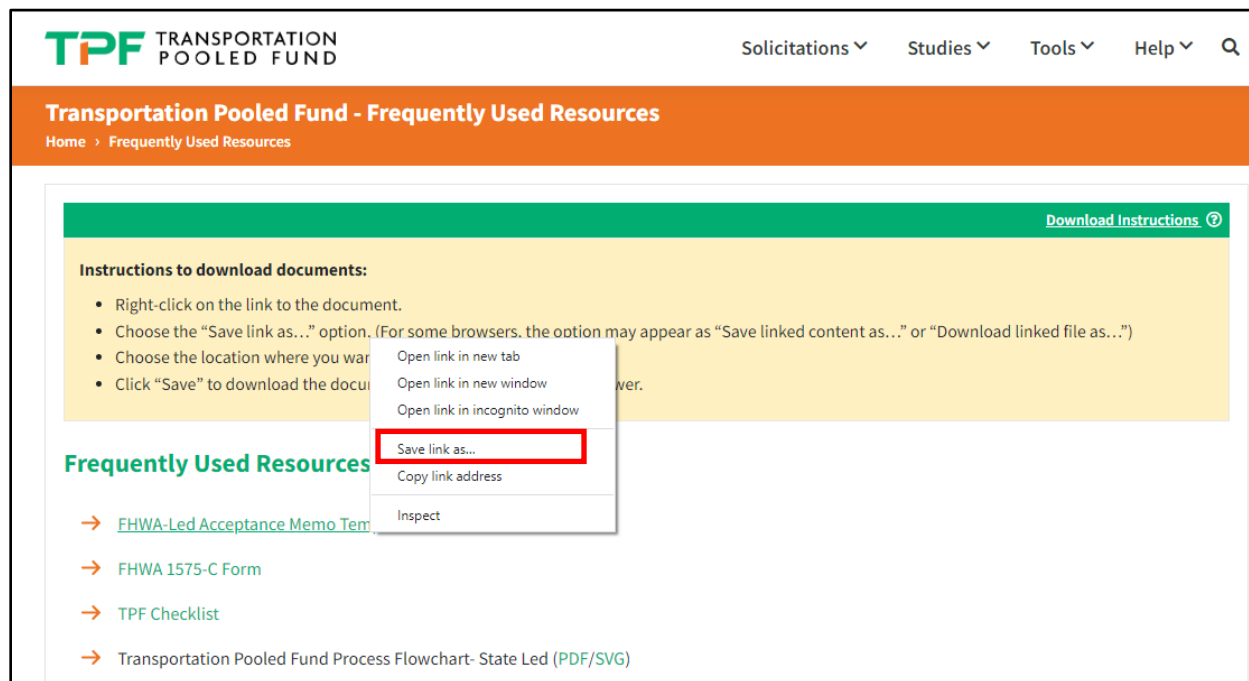 TPF TRANSPORTATION POOLED FUND
Solicitations Studies Tools Help
Transportation Pooled Fund - Frequently Used Resources
Home › Frequently Used Resources
Download Instructions
Instructions to download documents:
• Right-click on the link to the document.
• Choose the “Save link as…” option. (For some browsers, the option may appear as “Save linked content as…” or “Download linked file as…”)
• Choose the location where you
• Click “Save” to download the
Open link in new tab
Open link in new window
Open link in incognito window
Save link as...
Copy link address
Inspect
Frequently Used Resources
FHWA-Led Acceptance Memo
FHWA 1575-C Form
TPF Checklist
Transportation Pooled Fund Process Flowchart- State Led (PDF/SVG)